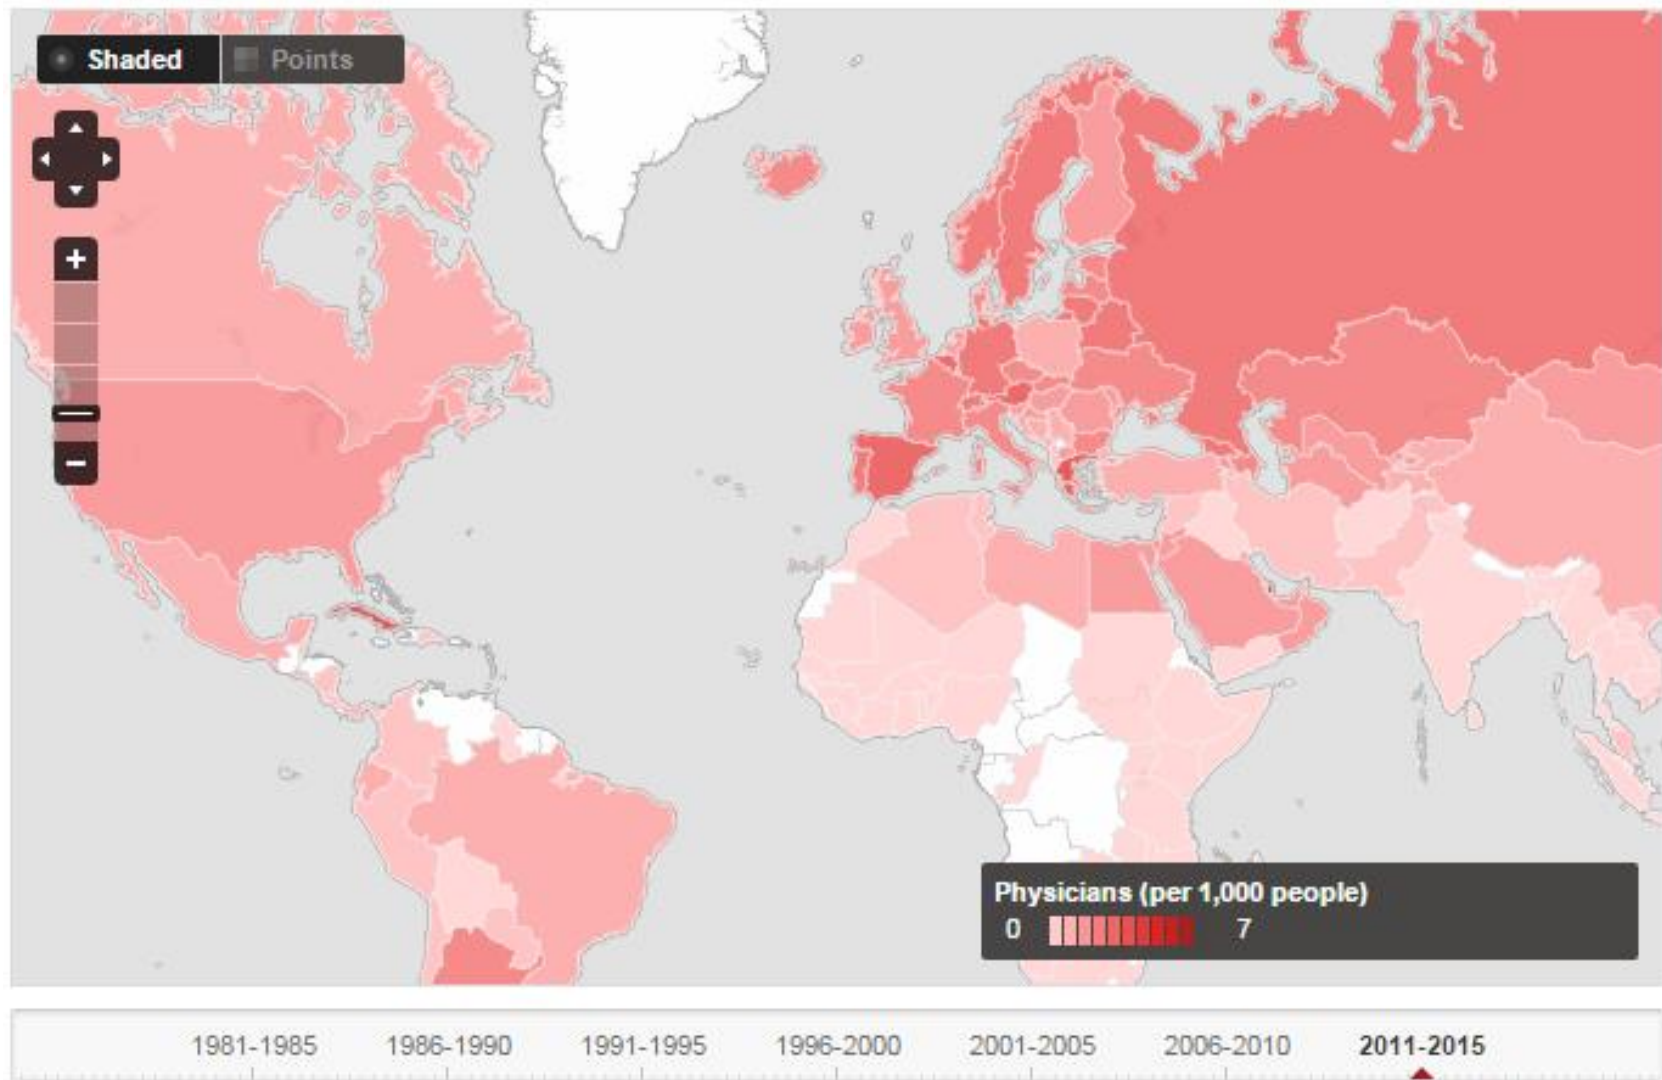 Shaded Points
+
−
Physicians (per 1,000 people)
0 7
1981-1985 1986-1990 1991-1995 1996-2000 2001-2005 2006-2010 2011-2015